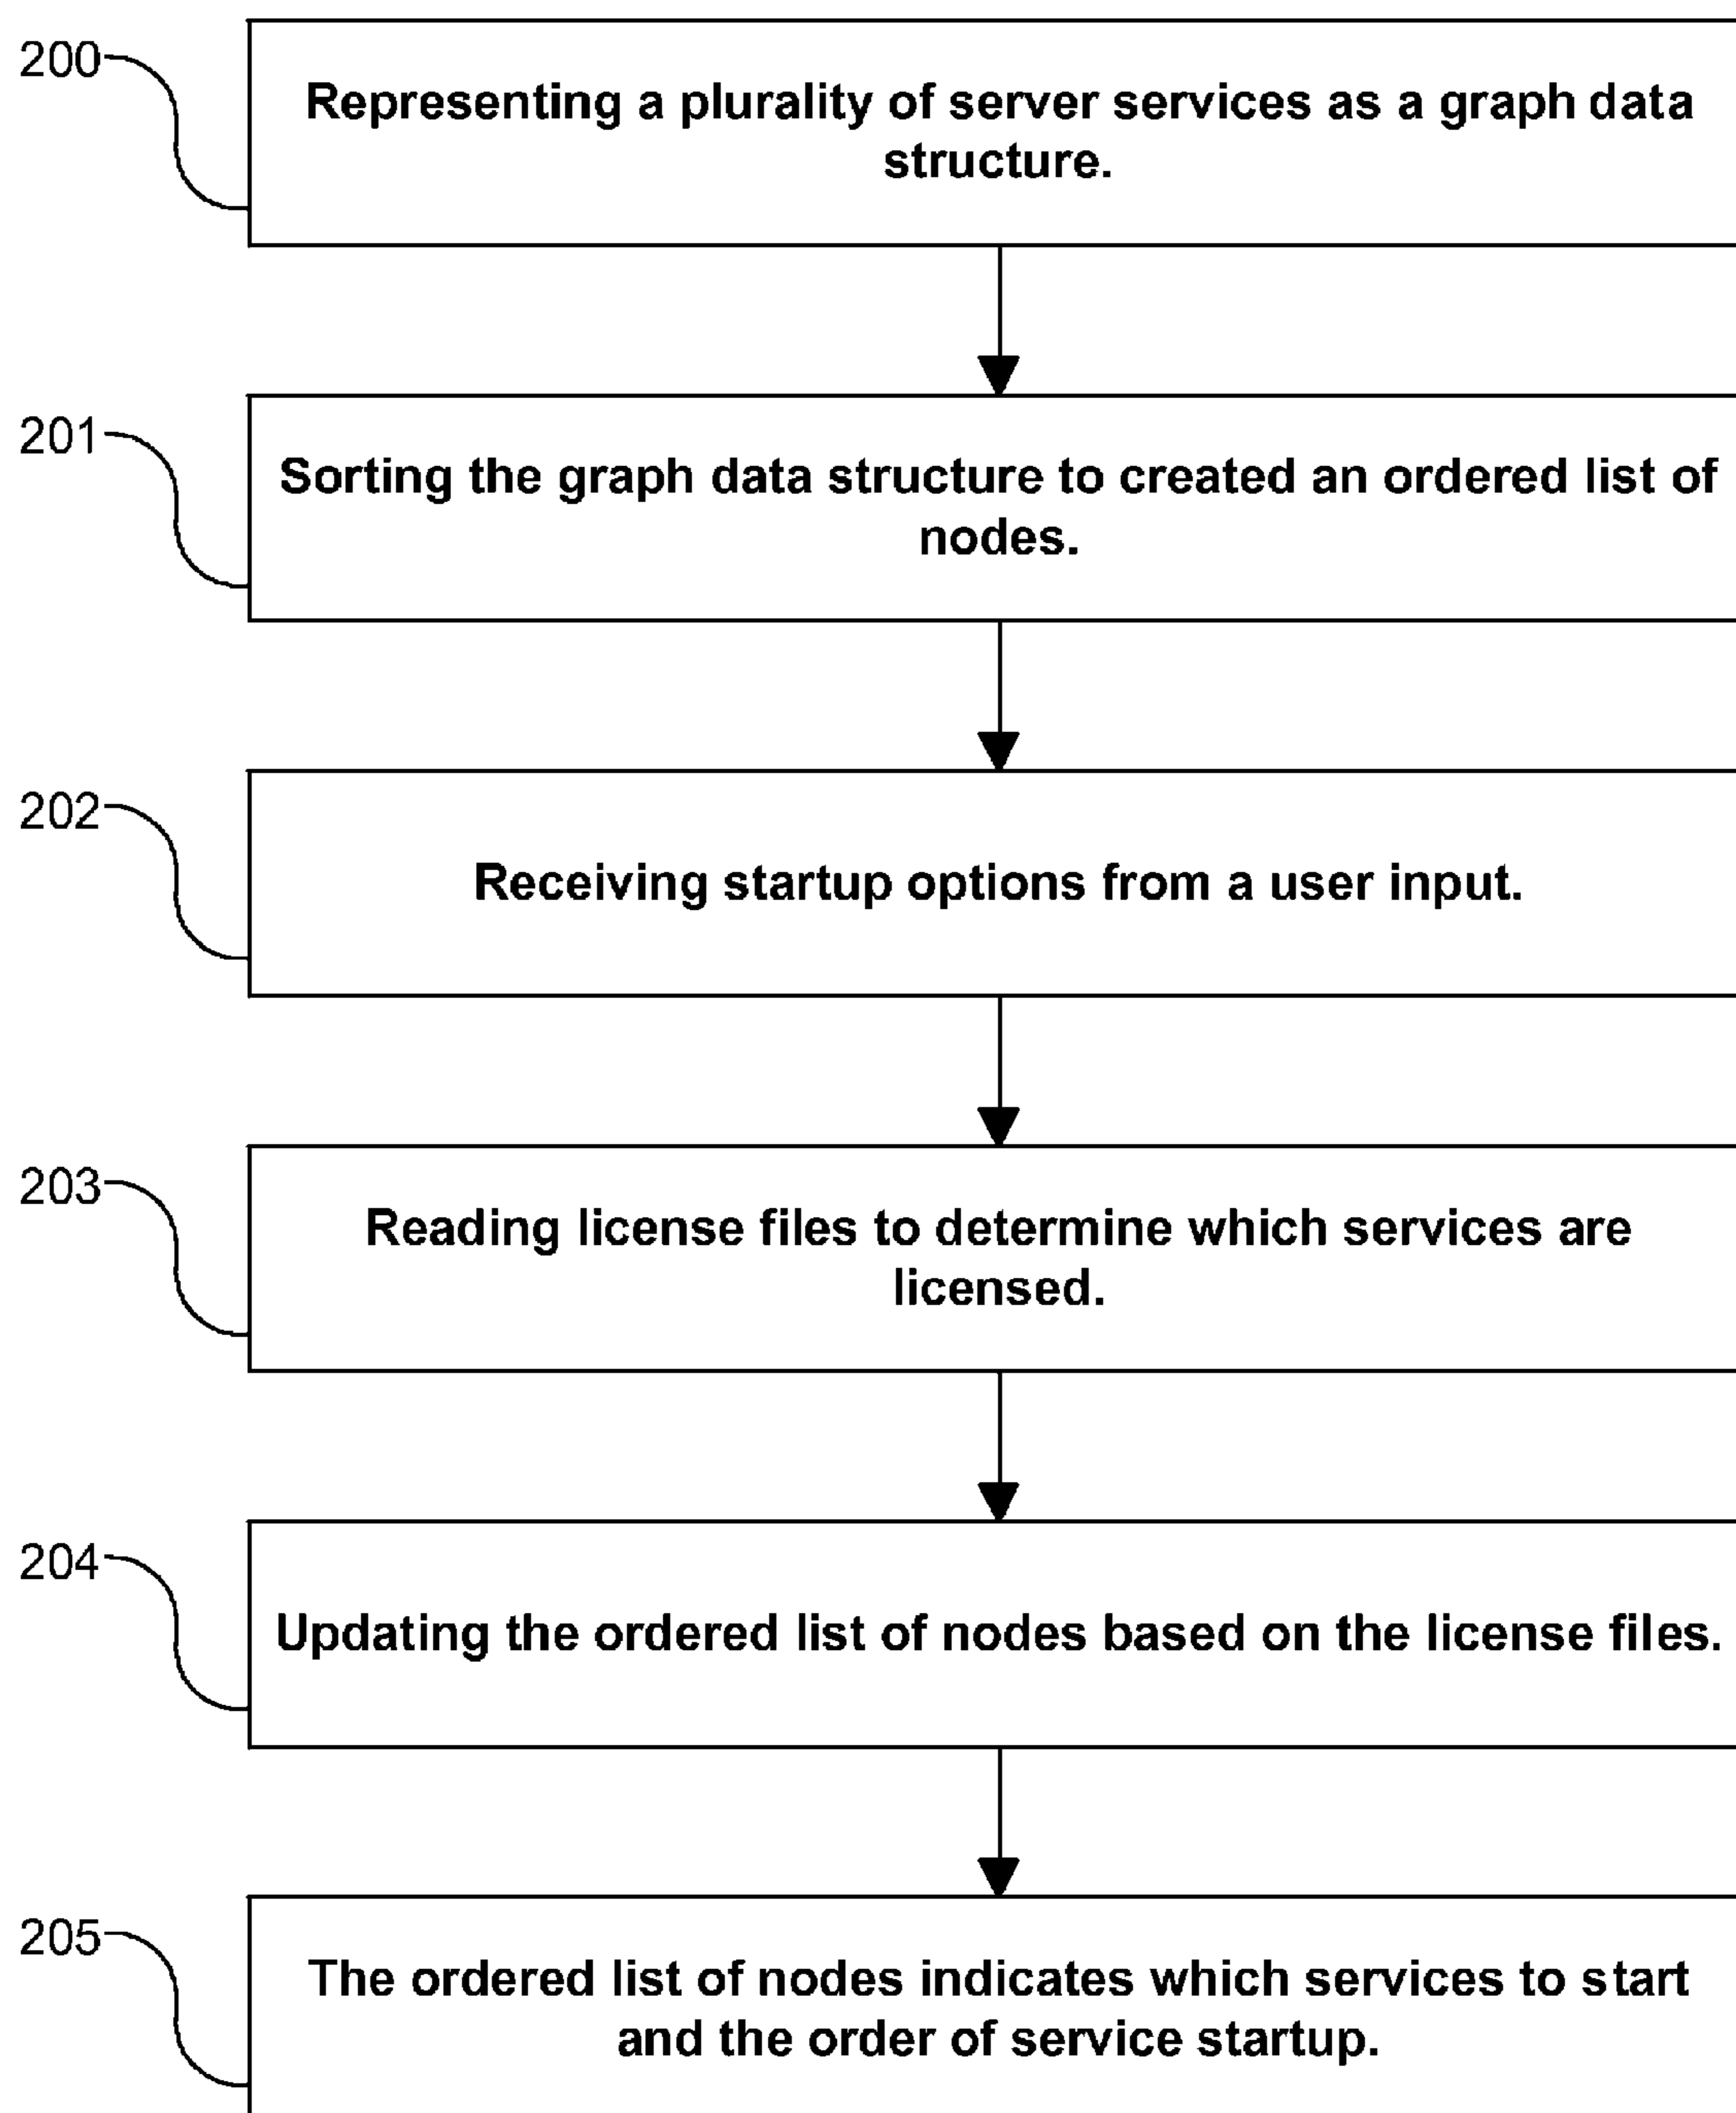 200
Representing a plurality of server services as a graph data
structure.
201
Sorting the graph data structure to created an ordered list of
nodes.
202
Receiving startup options from a user input.
203
Reading license files to determine which services are
licensed.
204
Updating the ordered list of nodes based on the license files.
205
The ordered list of nodes indicates which services to start
and the order of service startup.